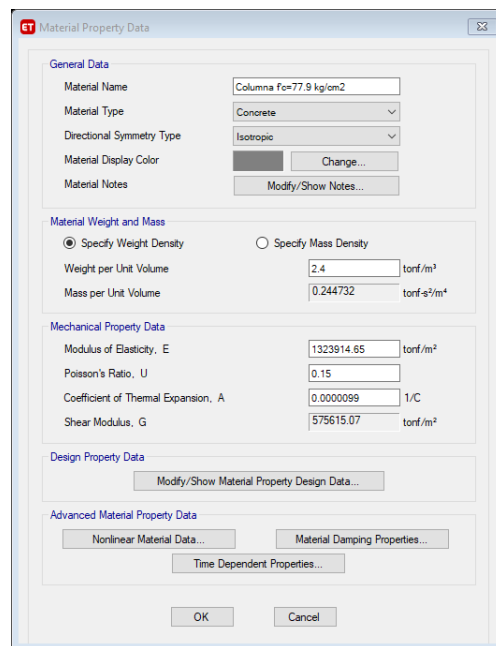 ET Material Property Data
General Data
Material Name Columna f'c=77.9 kg/cm2
Material Type Concrete
Directional Symmetry Type Isotropic
Material Display Color Change...
Material Notes Modify/Show Notes...
Material Weight and Mass
Specify Weight Density Specify Mass Density
Weight per Unit Volume 2.4 tonf/m³
Mass per Unit Volume 0.244732 tonf-s²/m⁴
Mechanical Property Data
Modulus of Elasticity, E 1323914.65 tonf/m²
Poisson's Ratio, U 0.15
Coefficient of Thermal Expansion, A 0.0000099 1/C
Shear Modulus, G 575615.07 tonf/m²
Design Property Data
Modify/Show Material Property Design Data...
Advanced Material Property Data
Nonlinear Material Data... Material Damping Properties...
Time Dependent Properties...
OK Cancel